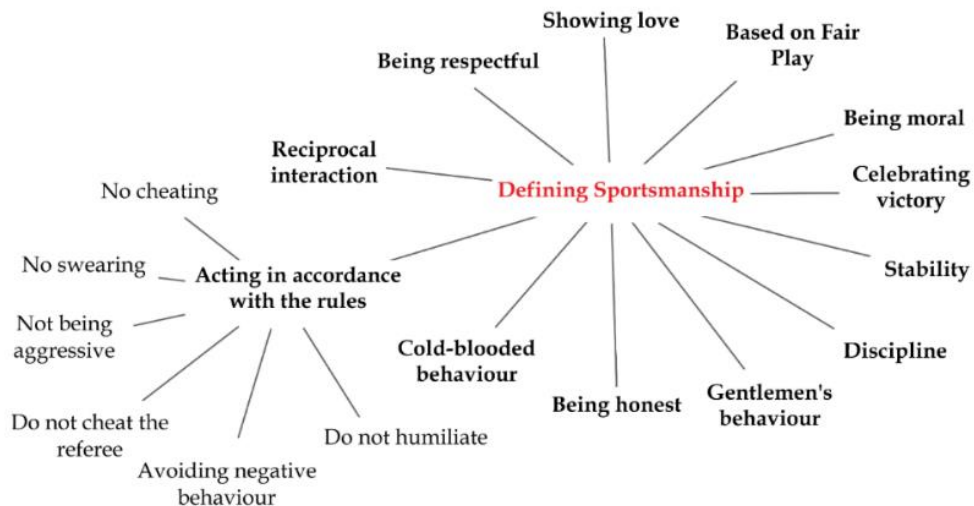 Showing love
Based on Fair
Play
Being respectful
Being moral
Reciprocal
interaction
Celebrating
victory
Defining Sportsmanship
No cheating
Stability
No swearing
Acting in accordance
with the rules
Not being
aggressive
Cold-blooded
behaviour
Discipline
Being honest
Gentlemen's
behaviour
Do not cheat the
referee
Do not humiliate
Avoiding negative
behaviour